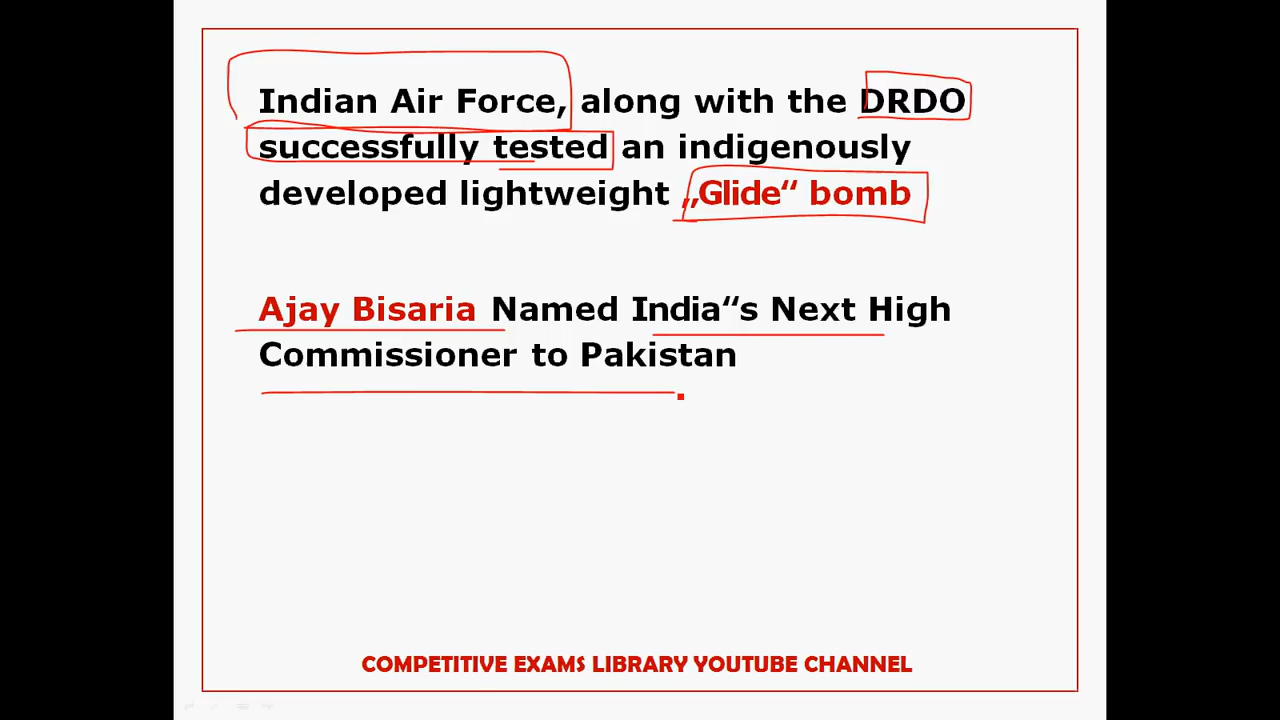 Indian Air Force, along with the DRDO
successfully tested an indigenously
developed lightweight „Glide“ bomb
Ajay Bisaria Named India“s Next High
Commissioner to Pakistan
COMPETITIVE EXAMS LIBRARY YOUTUBE CHANNEL